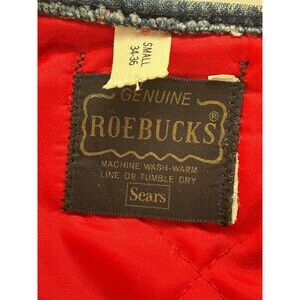 SMALL
34-36
GENUINE
ROEBUCKS®
MACHINE WASH-WARM
LINE OR TUMBLE DRY
Sears